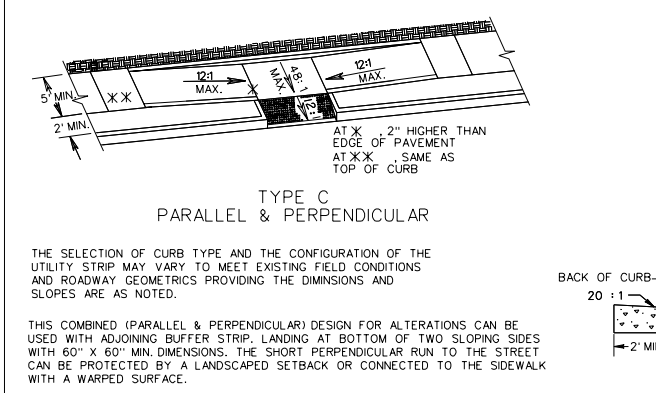 12:1
MAX.
48:1
MAX.
12:1
MAX.
5' MIN.
2' MIN.
12:1
AT * , 2" HIGHER THAN
EDGE OF PAVEMENT
AT ** , SAME AS
TOP OF CURB
TYPE C
PARALLEL & PERPENDICULAR
THE SELECTION OF CURB TYPE AND THE CONFIGURATION OF THE
UTILITY STRIP MAY VARY TO MEET EXISTING FIELD CONDITIONS
AND ROADWAY GEOMETRICS PROVIDING THE DIMINSIONS AND
SLOPES ARE AS NOTED.
THIS COMBINED (PARALLEL & PERPENDICULAR) DESIGN FOR ALTERATIONS CAN BE
USED WITH ADJOINING BUFFER STRIP. LANDING AT BOTTOM OF TWO SLOPING SIDES
WITH 60" X 60" MIN. DIMENSIONS. THE SHORT PERPENDICULAR RUN TO THE STREET
CAN BE PROTECTED BY A LANDSCAPED SETBACK OR CONNECTED TO THE SIDEWALK
WITH A WARPED SURFACE.
BACK OF CURB
20 : 1
2' MI